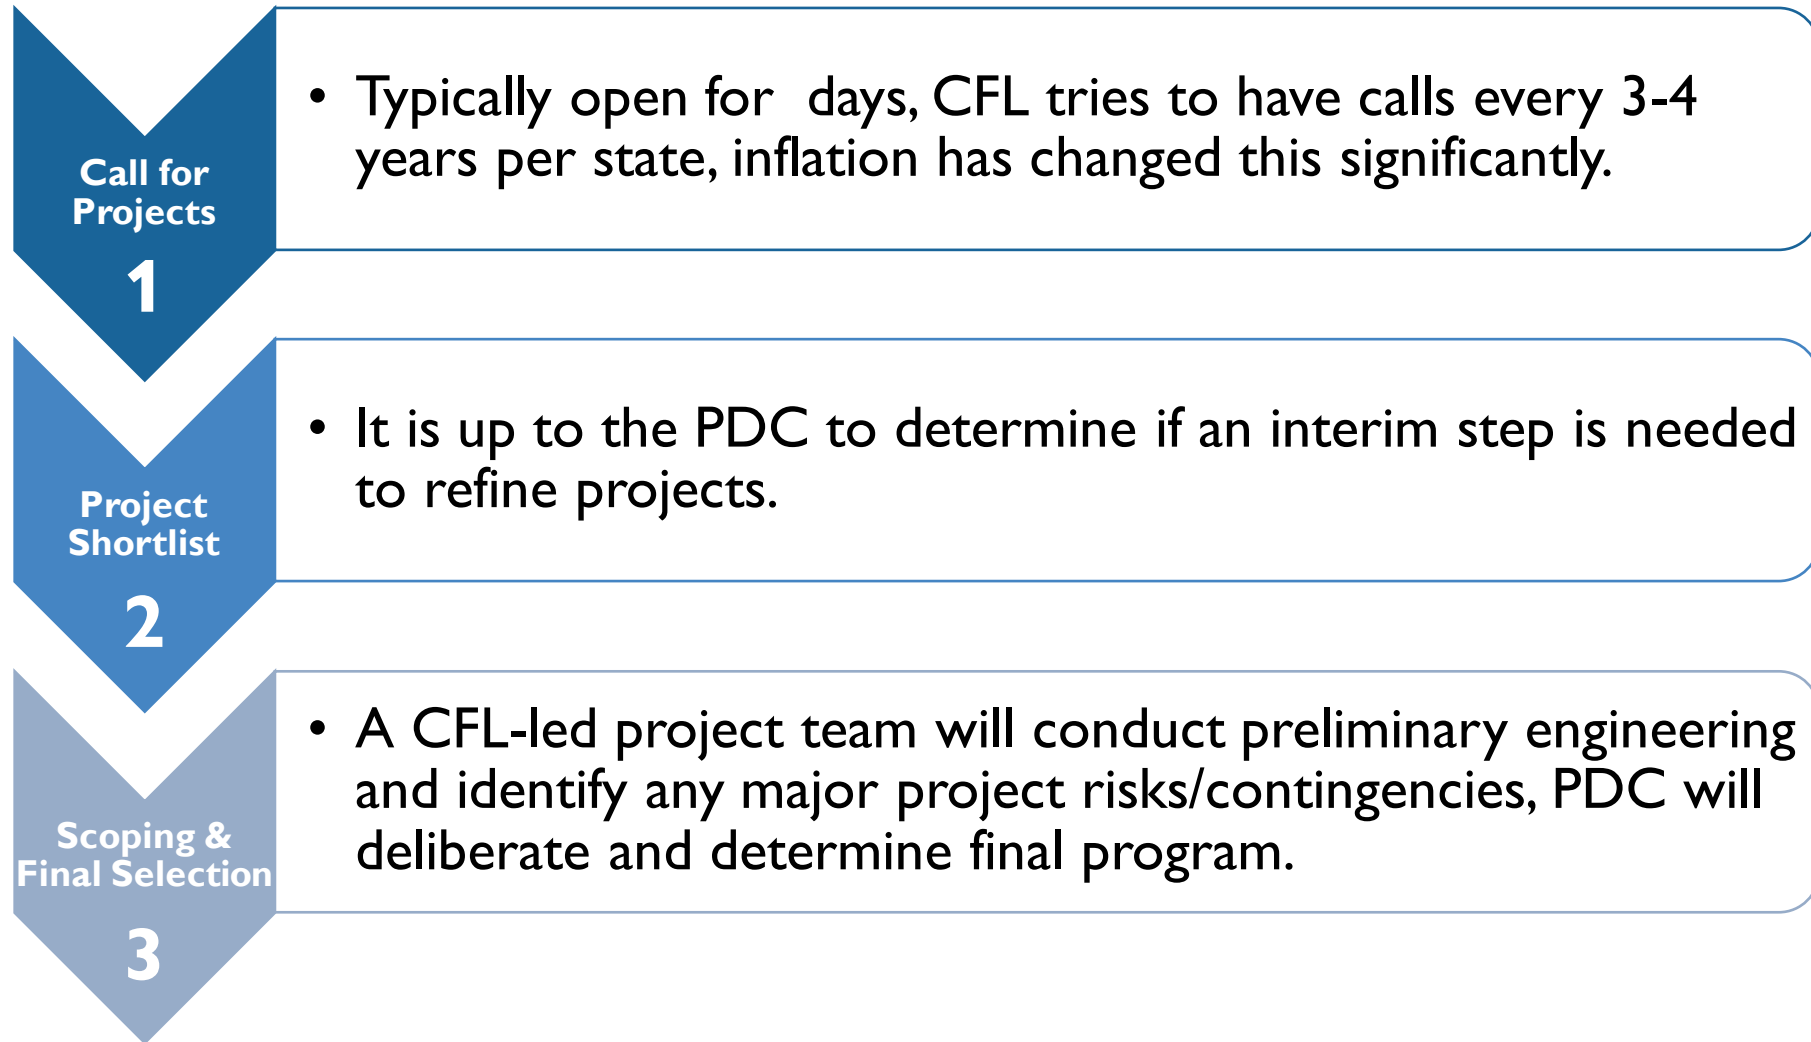 Call for
Projects
1
• Typically open for  days, CFL tries to have calls every 3-4
years per state, inflation has changed this significantly.
Project
Shortlist
2
• It is up to the PDC to determine if an interim step is needed
to refine projects.
Scoping &
Final Selection
3
• A CFL-led project team will conduct preliminary engineering
and identify any major project risks/contingencies, PDC will
deliberate and determine final program.